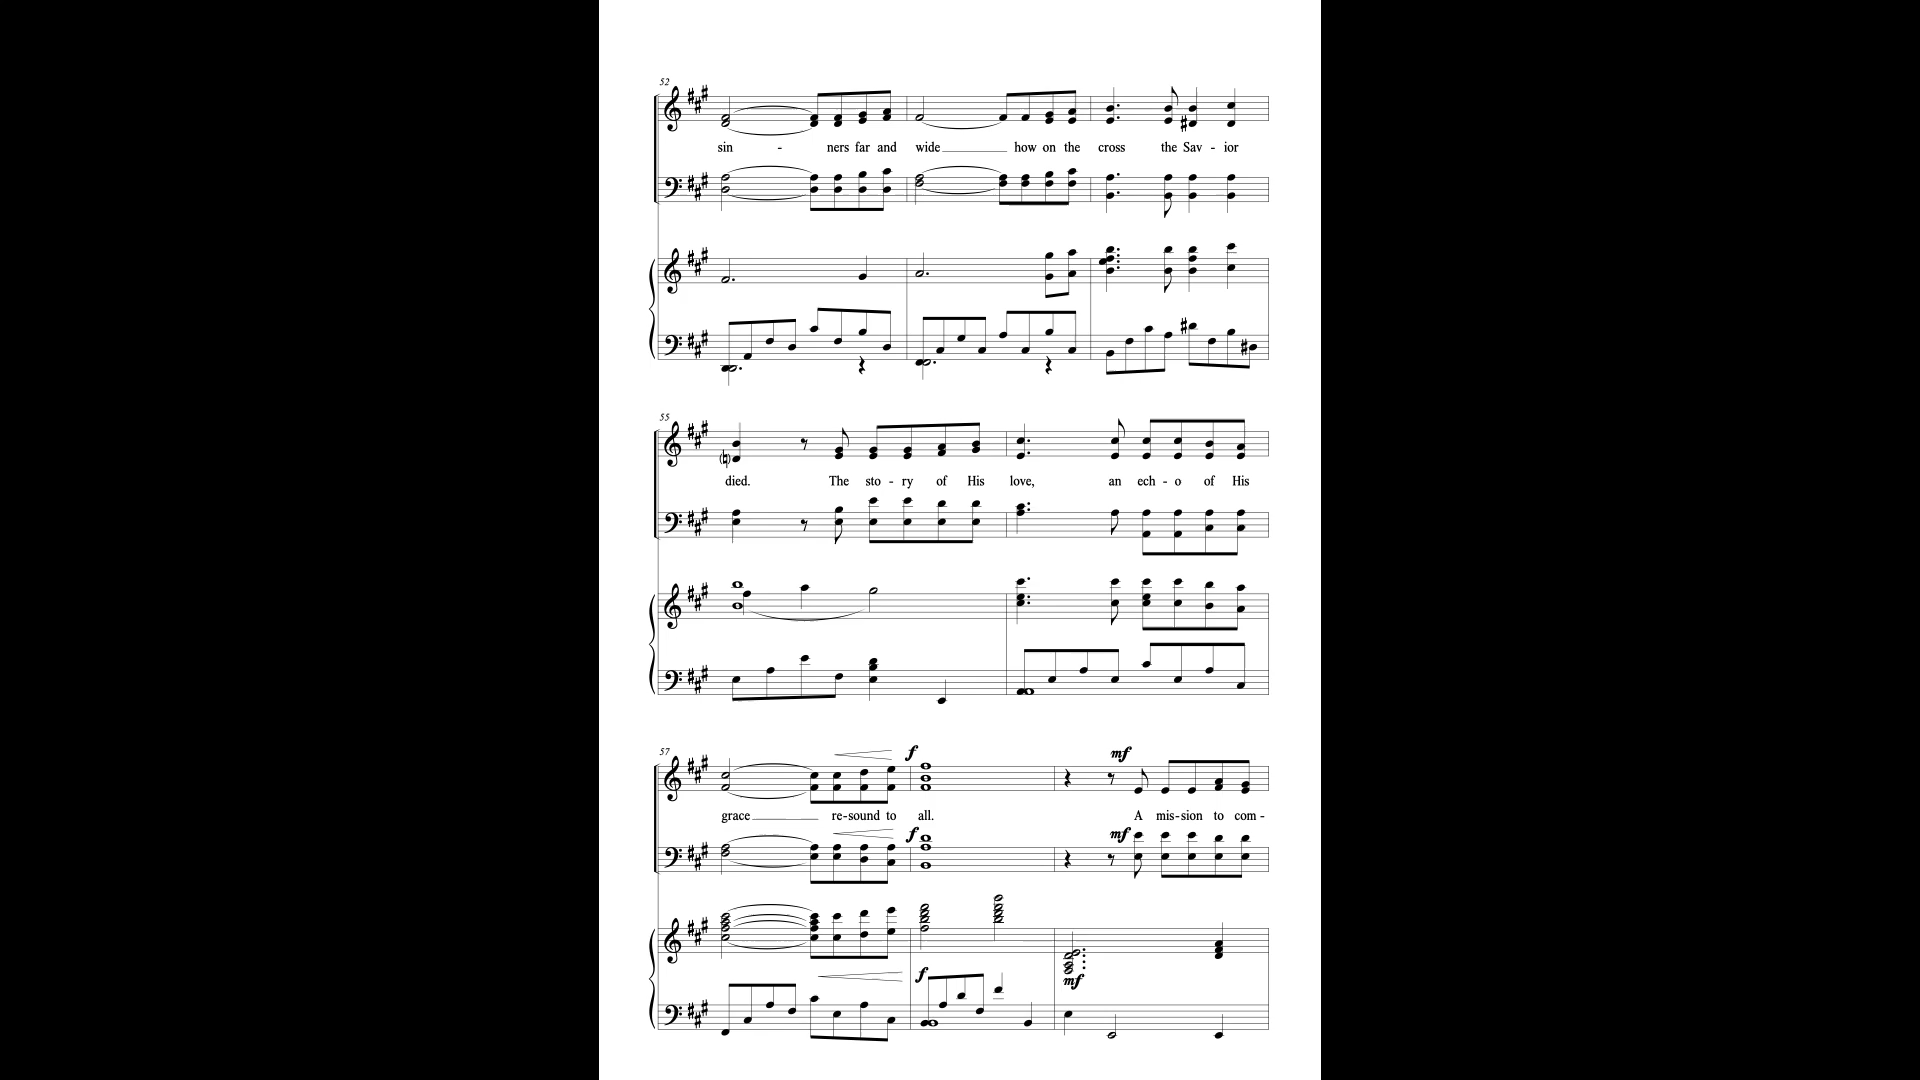 52
sin - ners far and wide how on the cross the Sav - ior
55
died. The sto - ry of His love, an ech - o of His
57
f mf
grace re-sound to all. A mis-sion to com -
f mf
f
mf